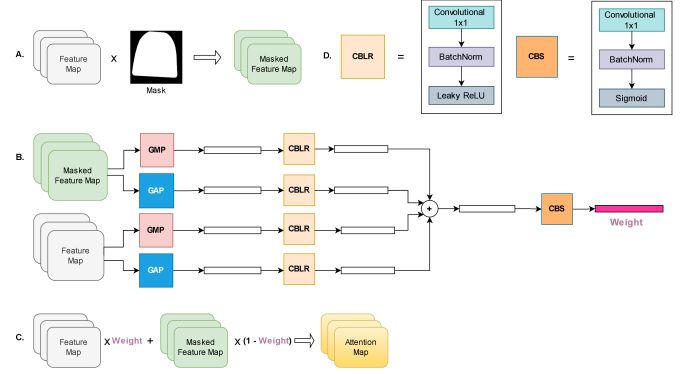 A.
Feature
Map
X
Mask
Masked
Feature Map
D.
CBLR
=
Convolutional
1x1
BatchNorm
Leaky ReLU
CBS
=
Convolutional
1x1
BatchNorm
Sigmoid
B.
Masked
Feature Map
GMP
CBLR
GAP
CBLR
Feature
Map
GMP
CBLR
GAP
CBLR
+
CBS
Weight
C.
Feature
Map
X Weight +
Masked
Feature Map
X (1 - Weight)
Attention
Map